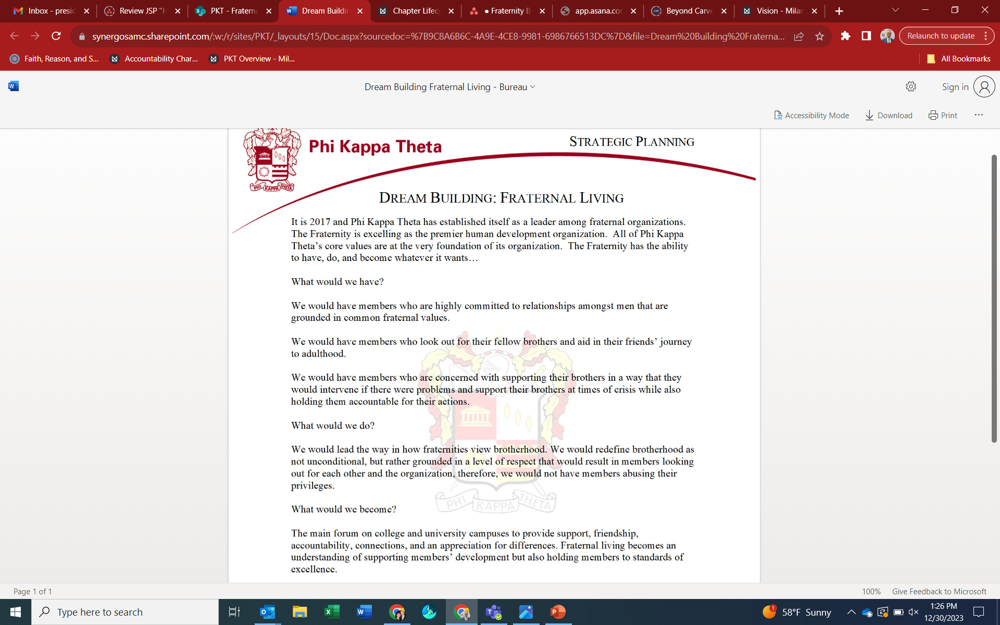 Inbox - presid
Review JSP "H
PKT - Fraterna
Dream Buildin
Chapter Lifecy
• Fraternity B
app.asana.con
Beyond Carve
Vision - Milan
synergosamc.sharepoint.com/:w:/r/sites/PKT/_layouts/15/Doc.aspx?sourcedoc=%7B9C8A6B6C-4A9E-4CE8-9981-6986766513DC%7D&file=Dream%20Building%20Fraterna...
Relaunch to update
Faith, Reason, and S...
Accountability Char...
PKT Overview - Mil...
All Bookmarks
Dream Building Fraternal Living - Bureau
Sign in
Accessibility Mode
Download
Print
Phi Kappa Theta
STRATEGIC PLANNING
PHI KAPPA THETA
DREAM BUILDING: FRATERNAL LIVING
It is 2017 and Phi Kappa Theta has established itself as a leader among fraternal organizations.
The Fraternity is excelling as the premier human development organization.  All of Phi Kappa
Theta’s core values are at the very foundation of its organization.  The Fraternity has the ability
to have, do, and become whatever it wants…
What would we have?
We would have members who are highly committed to relationships amongst men that are
grounded in common fraternal values.
We would have members who look out for their fellow brothers and aid in their friends’ journey
to adulthood.
We would have members who are concerned with supporting their brothers in a way that they
would intervene if there were problems and support their brothers at times of crisis while also
holding them accountable for their actions.
What would we do?
We would lead the way in how fraternities view brotherhood. We would redefine brotherhood as
not unconditional, but rather grounded in a level of respect that would result in members looking
out for each other and the organization, therefore, we would not have members abusing their
privileges.
PHI KAPPA THETA
What would we become?
The main forum on college and university campuses to provide support, friendship,
accountability, connections, and an appreciation for differences. Fraternal living becomes an
understanding of supporting members’ development but also holding members to standards of
excellence.
Page 1 of 1
100%
Give Feedback to Microsoft
Type here to search
58°F Sunny
1:26 PM
12/30/2023